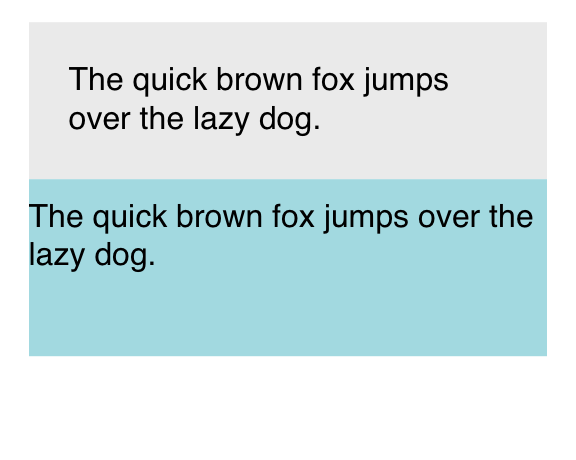 The quick brown fox jumps
over the lazy dog.
The quick brown fox jumps over the
lazy dog.